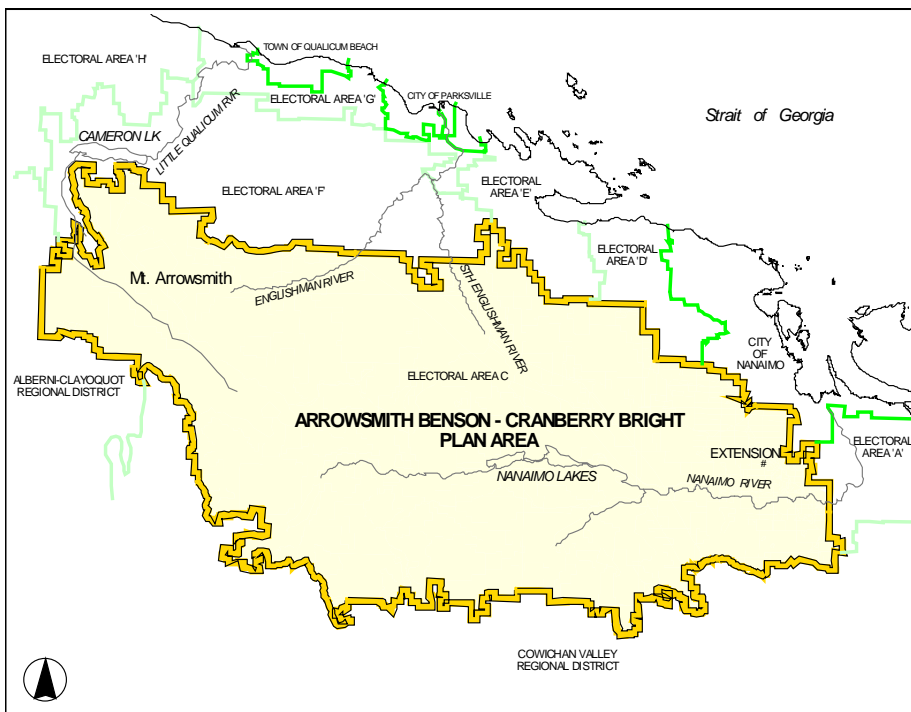 TOWN OF QUALICUM BEACH
ELECTORAL AREA 'H'
ELECTORAL AREA 'G'
CITY OF PARKSVILLE
Strait of Georgia
CAMERON LK
LITTLE QUALICUM RVR
ELECTORAL AREA 'F'
ELECTORAL
AREA 'E'
ELECTORAL
AREA 'D'
Mt. Arrowsmith
ENGLISHMAN RIVER
STH ENGLISHMAN RIVER
CITY
OF
NANAIMO
ALBERNI-CLAYOQUOT
REGIONAL DISTRICT
ELECTORAL AREA C
ARROWSMITH BENSON - CRANBERRY BRIGHT
PLAN AREA
EXTENSION
#
ELECTORAL
AREA 'A'
NANAIMO LAKES
NANAIMO RIVER
COWICHAN VALLEY
REGIONAL DISTRICT